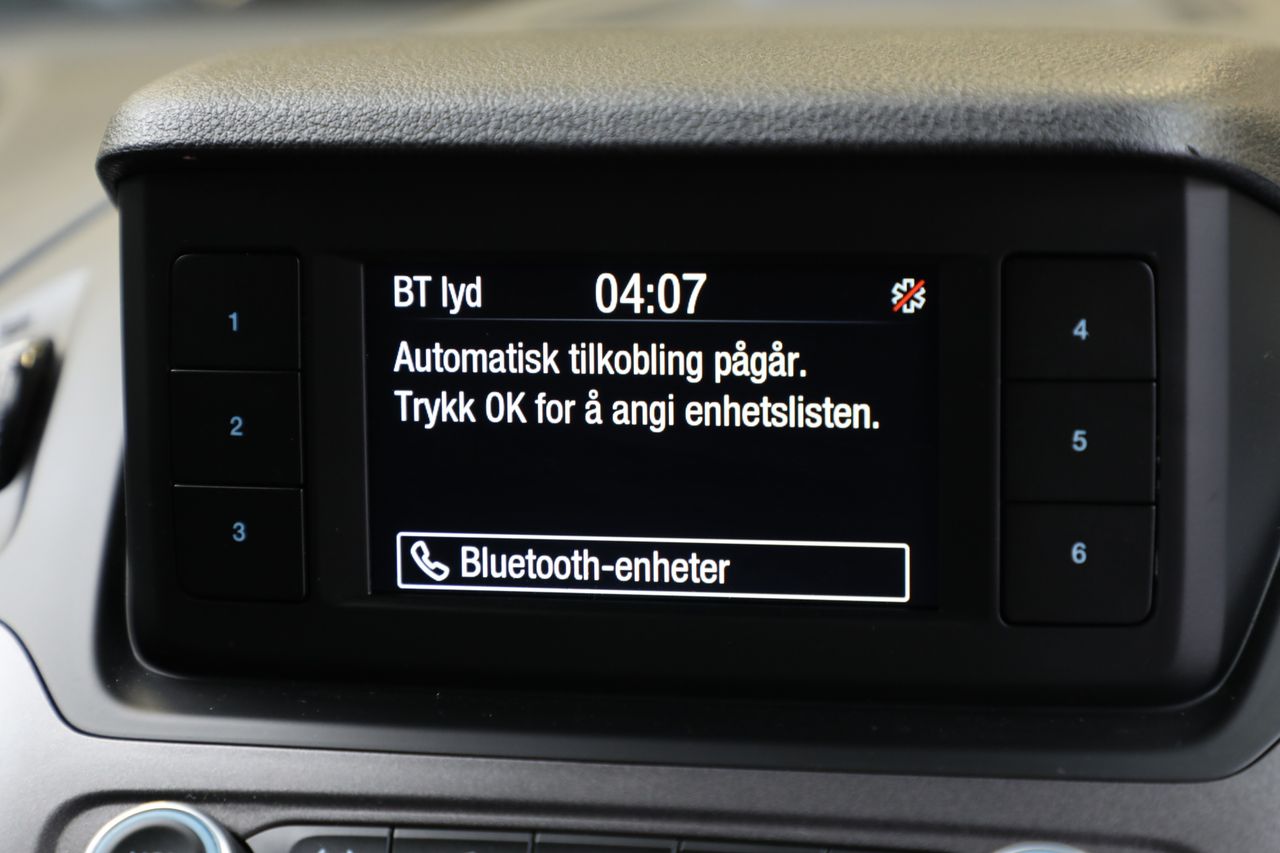 BT lyd 04:07
Automatisk tilkobling pågår.
Trykk OK for å angi enhetslisten.
Bluetooth-enheter
1
2
3
4
5
6